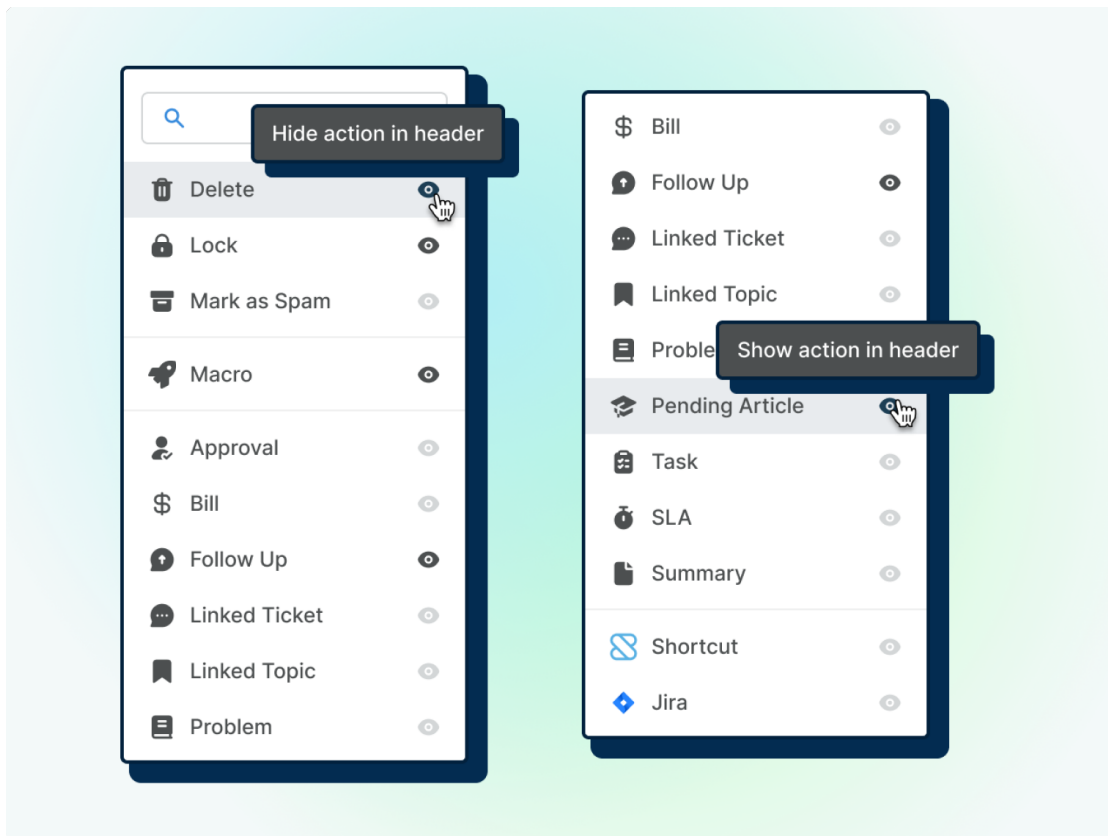 Hide action in header
Delete
Lock
Mark as Spam
Macro
Approval
Bill
Follow Up
Linked Ticket
Linked Topic
Problem
Bill
Follow Up
Linked Ticket
Linked Topic
Proble
Show action in header
Pending Article
Task
SLA
Summary
Shortcut
Jira